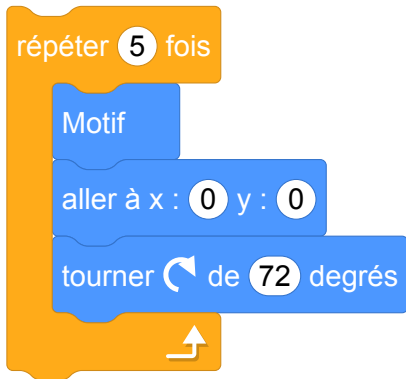 répéter 5 fois
Motif
aller à x : 0 y : 0
tourner de 72 degrés